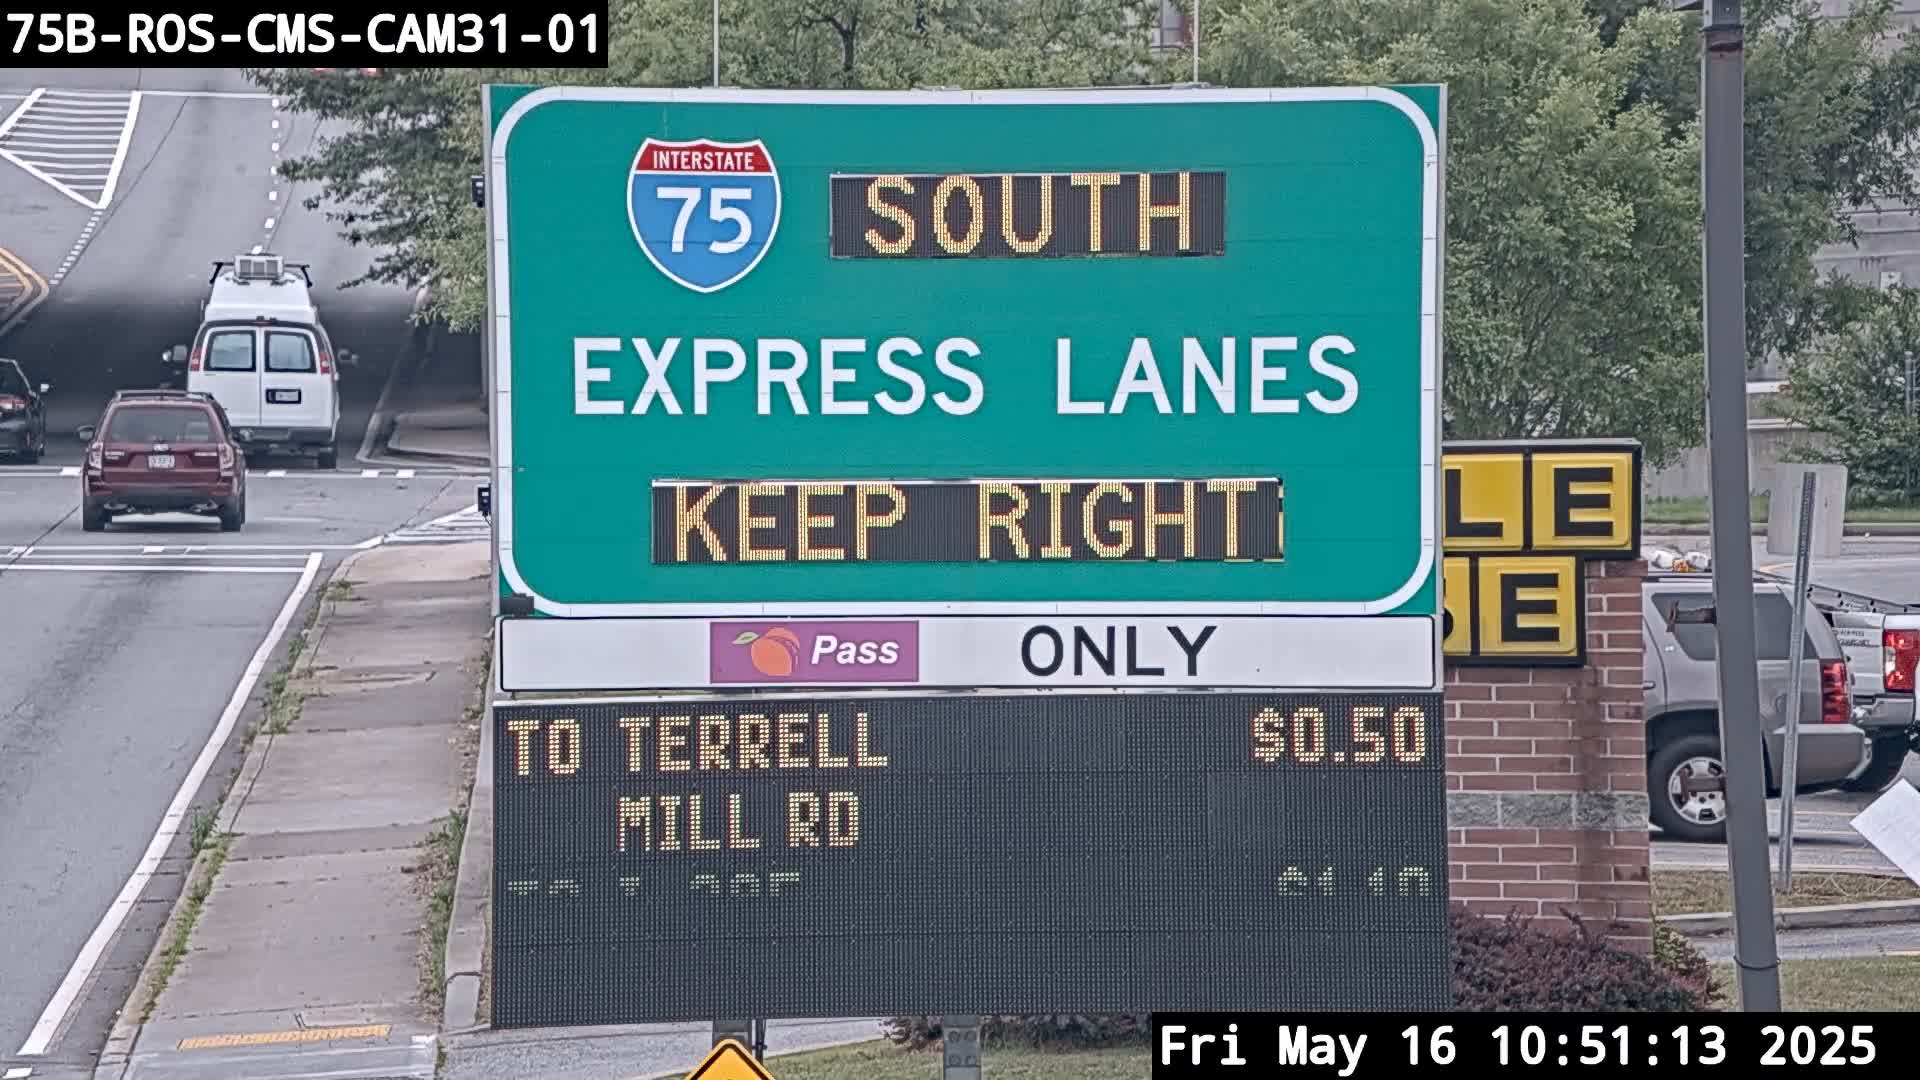 75B-ROS-CMS-CAM31-01
INTERSTATE
75
SOUTH
EXPRESS LANES
KEEP RIGHT
LE
E
Pass ONLY
TO TERRELL $0.50
MILL RD
Fri May 16 10:51:13 2025